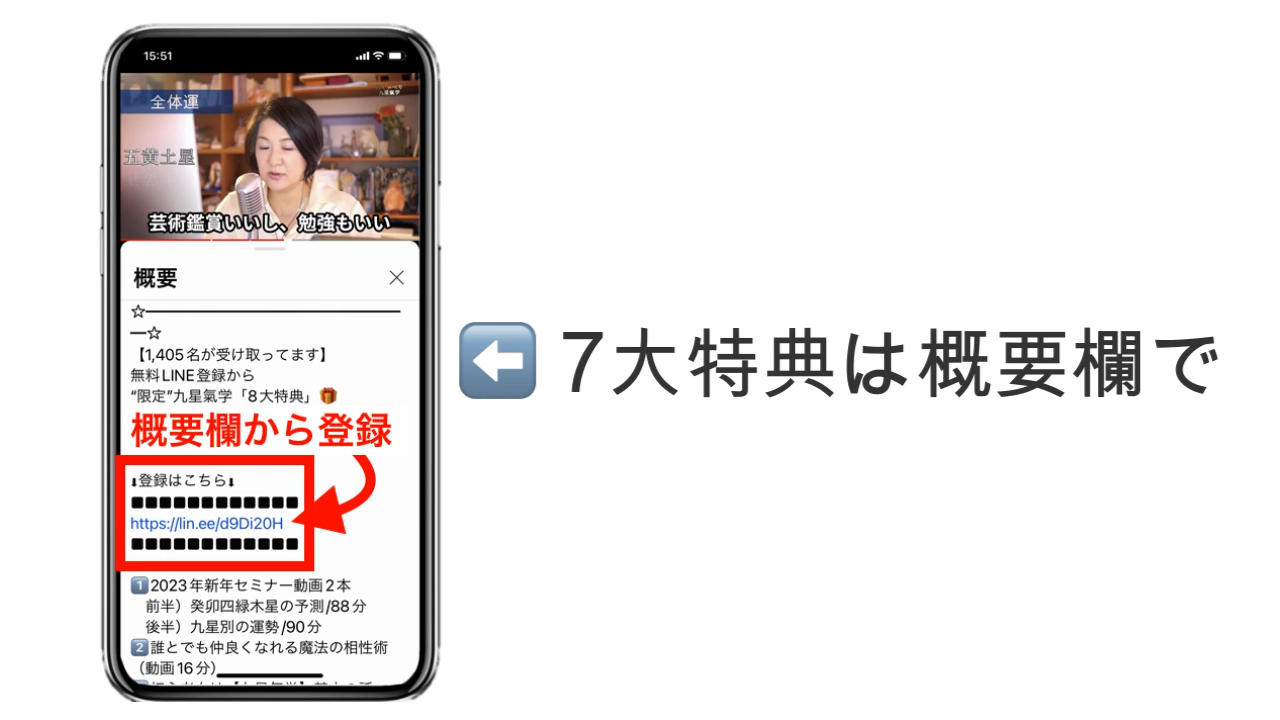 15:51
全体運
九星氣学
五黄土星
芸術鑑賞いいし、勉強もいい
概要
☆━━━━━━━━━━━━━━━
━☆
【1,405名が受け取ってます】
無料LINE登録から
“限定”九星氣学「8大特典」🎁
概要欄から登録
⬇登録はこちら⬇
■■■■■■■■■■■■
https://lin.ee/d9Di20H
■■■■■■■■■■■■
1️⃣2023年新年セミナー動画2本
前半）癸卯四緑木星の予測/88分
後半）九星別の運勢/90分
2️⃣誰とでも仲良くなれる魔法の相性術
（動画16分）
⬅️ 7大特典は概要欄で